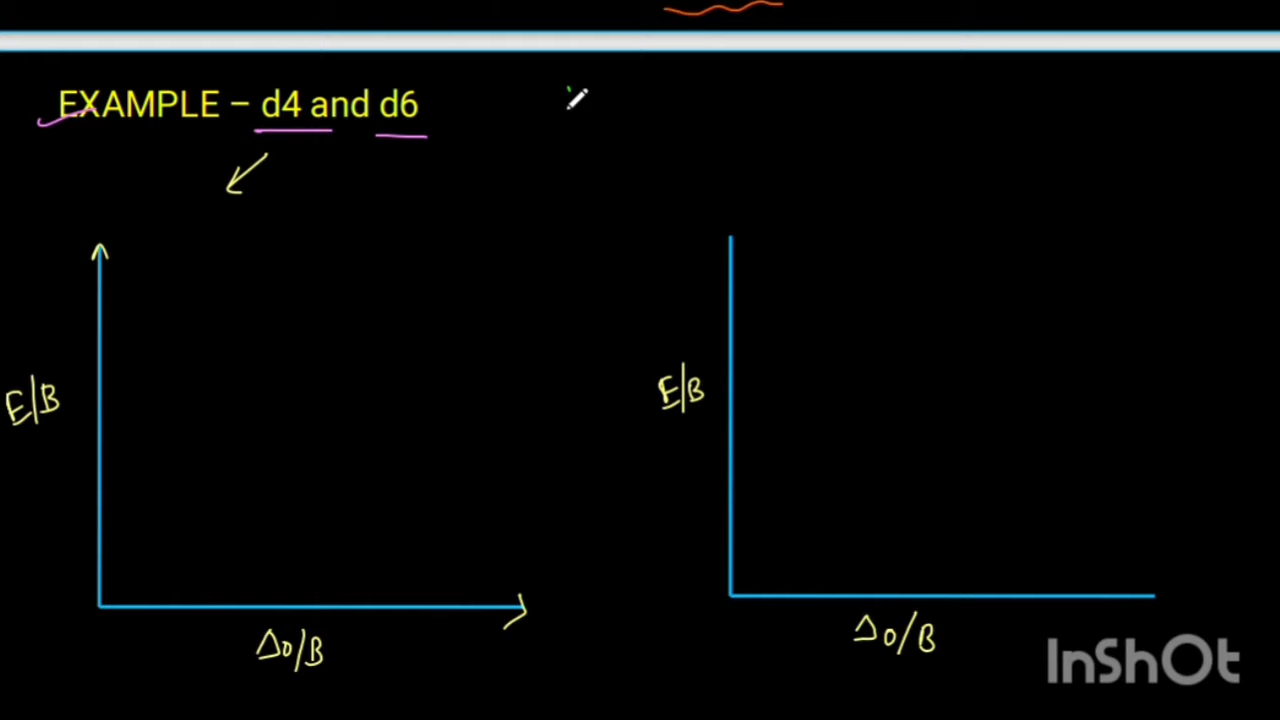 EXAMPLE – d4 and d6
E/B
E/B
Δo/B
Δo/B
InShOt